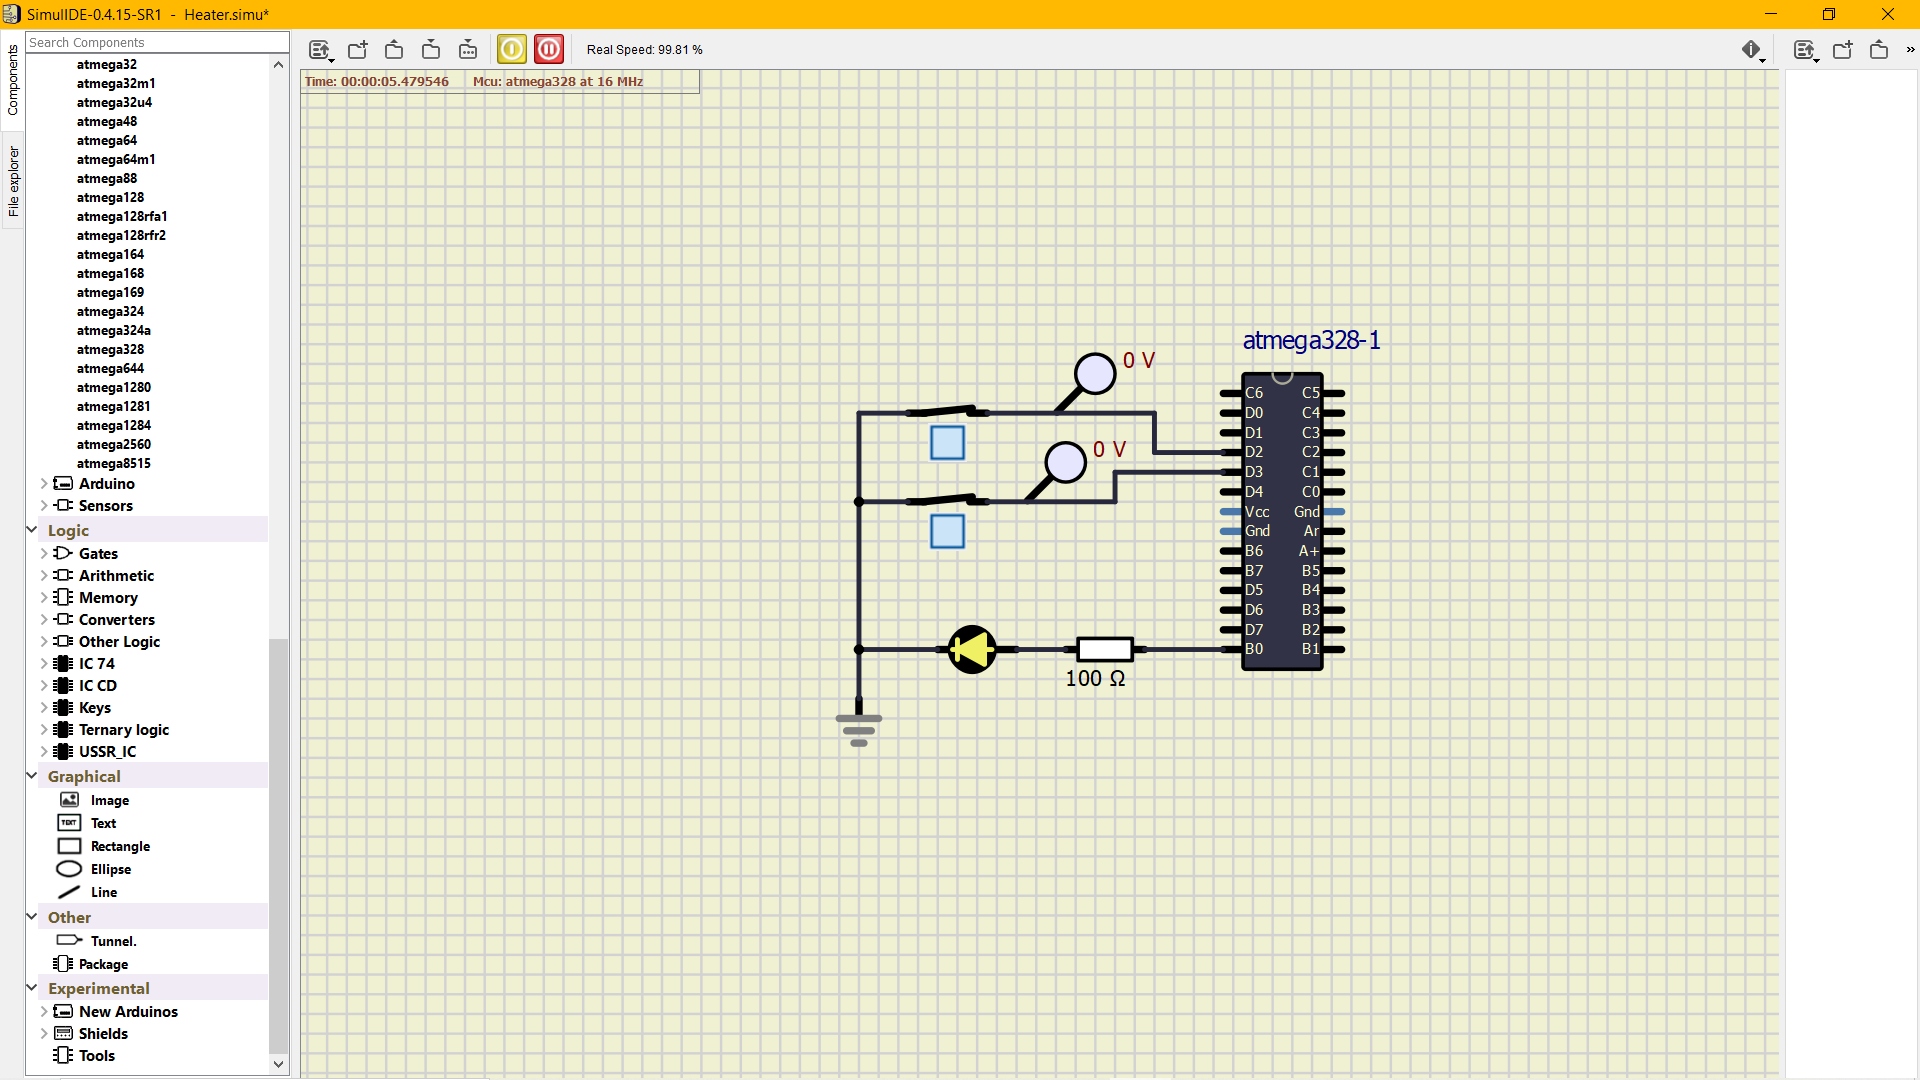 SimulIDE-0.4.15-SR1 - Heater.simu*
Components
File explorer
Search Components
atmega32
atmega32m1
atmega32u4
atmega48
atmega64
atmega64m1
atmega88
atmega128
atmega128rfa1
atmega128rfr2
atmega164
atmega168
atmega169
atmega324
atmega324a
atmega328
atmega644
atmega1280
atmega1281
atmega1284
atmega2560
atmega8515
Arduino
Sensors
Logic
Gates
Arithmetic
Memory
Converters
Other Logic
IC 74
IC CD
Keys
Ternary logic
USSR_IC
Graphical
Image
TEXT Text
Rectangle
Ellipse
Line
Other
Tunnel.
Package
Experimental
New Arduinos
Shields
Tools
Real Speed: 99.81 %
»
Time: 00:00:05.479546 Mcu: atmega328 at 16 MHz
atmega328-1
0 V
0 V
100 Ω
C6 C5
D0 C4
D1 C3
D2 C2
D3 C1
D4 C0
Vcc Gnd
Gnd Ar
B6 A+
B7 B5
D5 B4
D6 B3
D7 B2
B0 B1